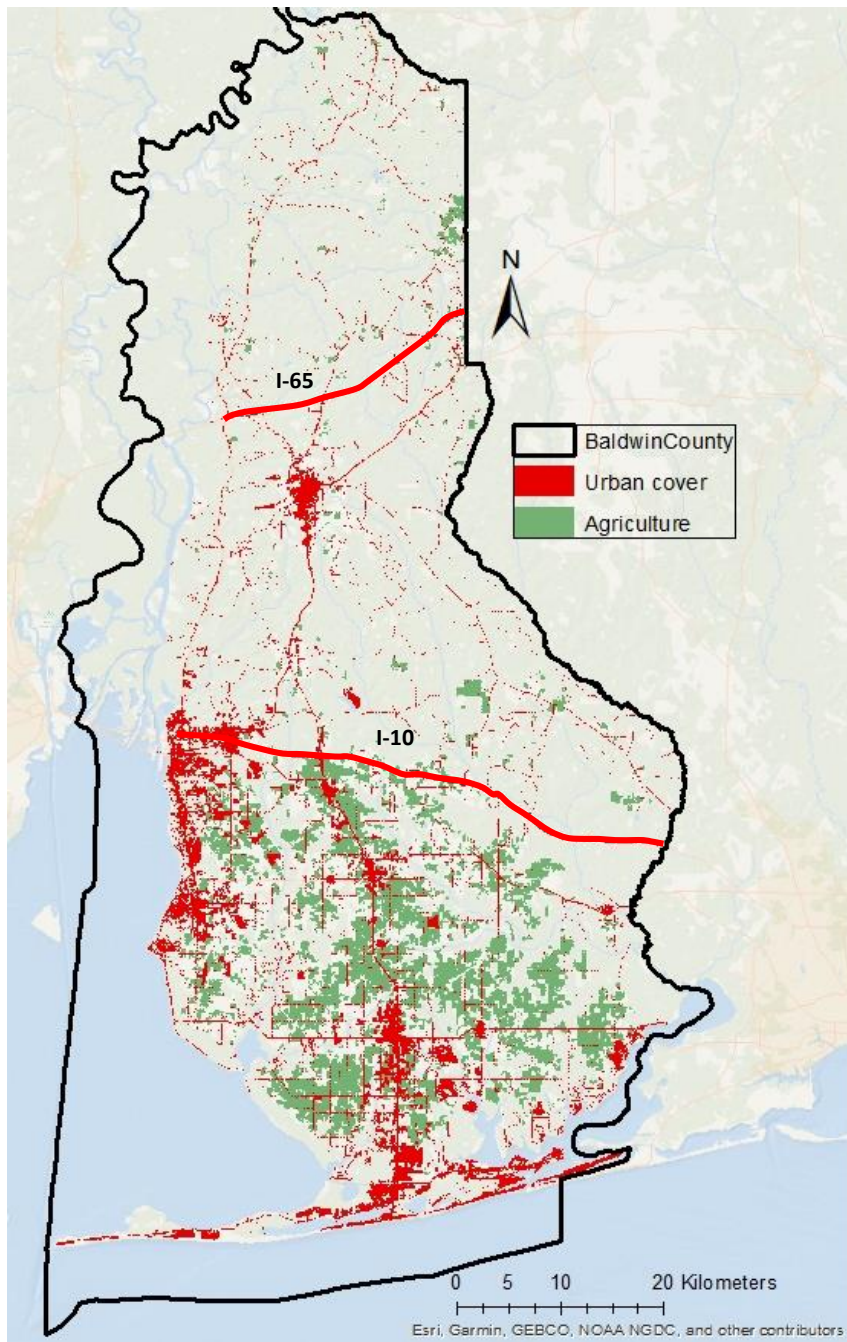 N
I-65
BaldwinCounty
Urban cover
Agriculture
I-10
0 5 10 20 Kilometers
Esri, Garmin, GEBCO, NOAA NGDC, and other contributors